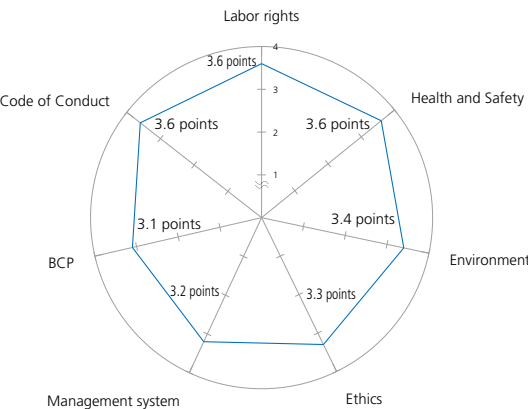 Labor rights
4
3.6 points
3
Code of Conduct
Health and Safety
3.6 points
3.6 points
2
1
3.1 points
3.4 points
BCP
Environment
3.2 points
3.3 points
Management system
Ethics